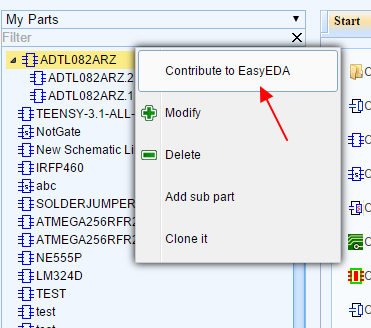 My Parts
Start
Filter
ADTL082ARZ
ADTL082ARZ.2
ADTL082ARZ.1
TEENSY-3.1-ALL-
NotGate
New Schematic Li
IRFP460
abc
SOLDERJUMPER
ATMEGA256RFR2
ATMEGA256RFR2
NE555P
LM324D
TEST
test
test
Contribute to EasyEDA
Modify
Delete
Add sub part
Clone it